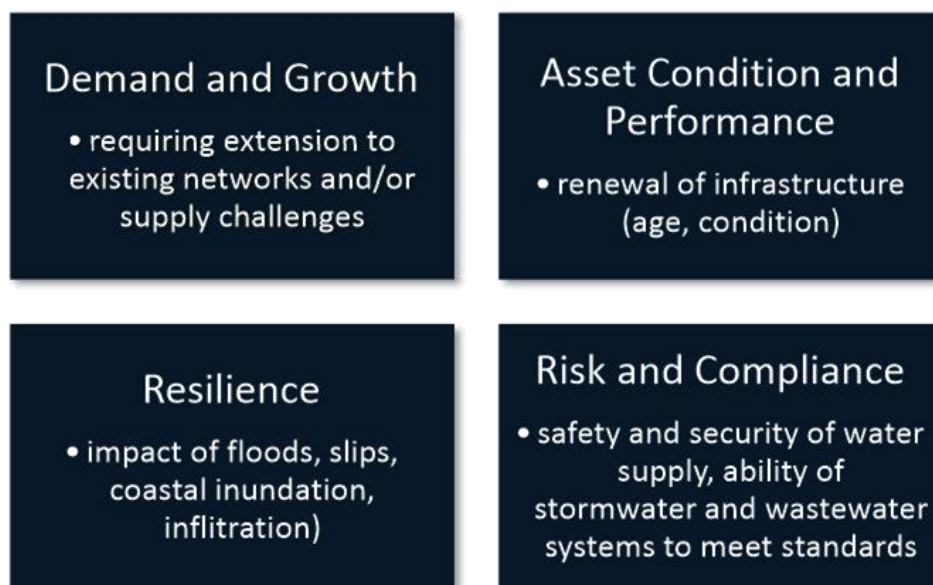 Demand and Growth
• requiring extension to
existing networks and/or
supply challenges
Asset Condition and
Performance
• renewal of infrastructure
(age, condition)
Resilience
• impact of floods, slips,
coastal inundation,
inflitration)
Risk and Compliance
• safety and security of water
supply, ability of
stormwater and wastewater
systems to meet standards